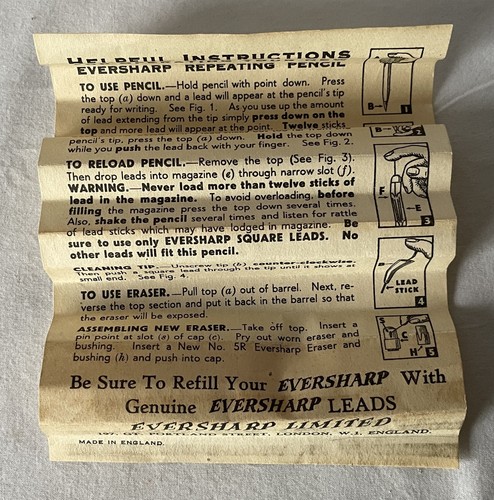 HELPFUL INSTRUCTIONS
EVERSHARP REPEATING PENCIL
TO USE PENCIL.—Hold pencil with point down. Press
the top (a) down and a lead will appear at the pencil's tip
ready for writing. See Fig. 1. As you use up the amount
of lead extending from the tip simply press down on the
top and more lead will appear at the point. Twelve sticks
pencil's tip, press the top (a) down. Hold the top down
while you push the lead back with your finger. See Fig. 2.
TO RELOAD PENCIL.—Remove the top (See Fig. 3).
Then drop leads into magazine (e) through narrow slot (f).
WARNING.—Never load more than twelve sticks of
lead in the magazine. To avoid overloading, before
filling the magazine press the top down several times.
Also, shake the pencil several times and listen for rattle
of lead sticks which may have lodged in magazine. Be
sure to use only EVERSHARP SQUARE LEADS. No
other leads will fit this pencil.
CLEANING TIP.—Unscrew tip (b) counter-clockwise.
Then push a square lead through the tip until it shows at
small end. See Fig. 4.
TO USE ERASER.—Pull top (a) out of barrel. Next, re-
verse the top section and put it back in the barrel so that
the eraser will be exposed.
ASSEMBLING NEW ERASER.—Take off top. Insert a
pin point at slot (s) of cap (c). Pry out worn eraser and
bushing. Insert a New No. 5R Eversharp Eraser and
bushing (h) and push into cap.
B
1
B
2
F
E
3
LEAD
STICK
4
S
C
H
5
Be Sure To Refill Your EVERSHARP With
Genuine EVERSHARP LEADS
EVERSHARP LIMITED
197, GT. PORTLAND STREET, LONDON, W.1. ENGLAND.
MADE IN ENGLAND.